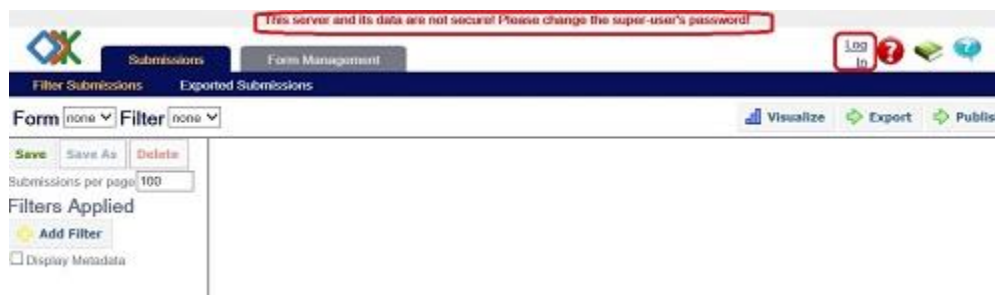 This server and its data are not secure! Please change the super-user's password!
Submissions Form Management
Log
In
Filter Submissions Exported Submissions
Form none Filter none Visualize Export Publis
Save Save As Delete
Submissions per page 100
Filters Applied
Add Filter
Display Metadata